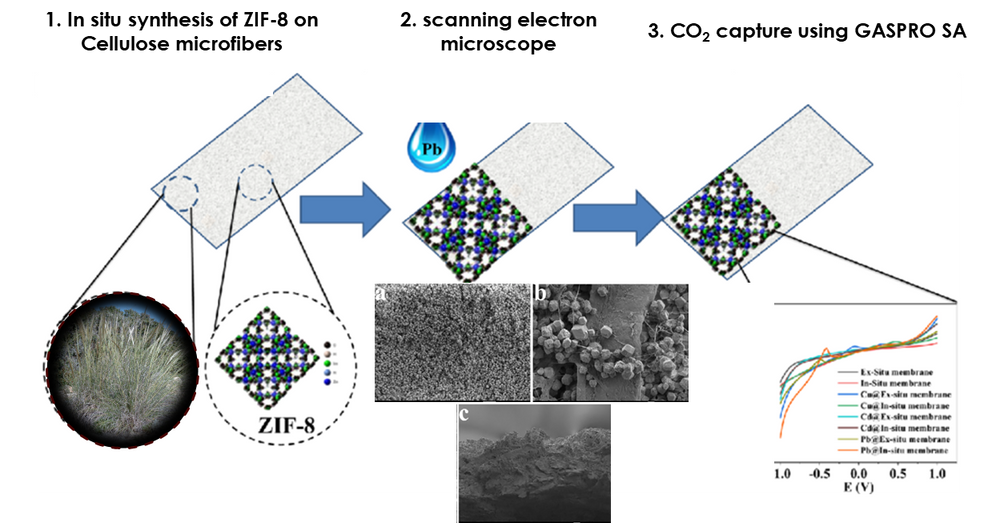 1. In situ synthesis of ZIF-8 on
Cellulose microfibers
2. scanning electron
microscope
3. CO₂ capture using GASPRO SA
Pb
ZIF-8
a
b
c
Ex-Situ membrane
In-Situ membrane
Cu@Ex-situ membrane
Cu@In-situ membrane
Cd@Ex-situ membrane
Cd@In-situ membrane
Pb@Ex-situ membrane
Pb@In-situ membrane
1.0 -0.5 0.0 0.5 1.0
E (V)